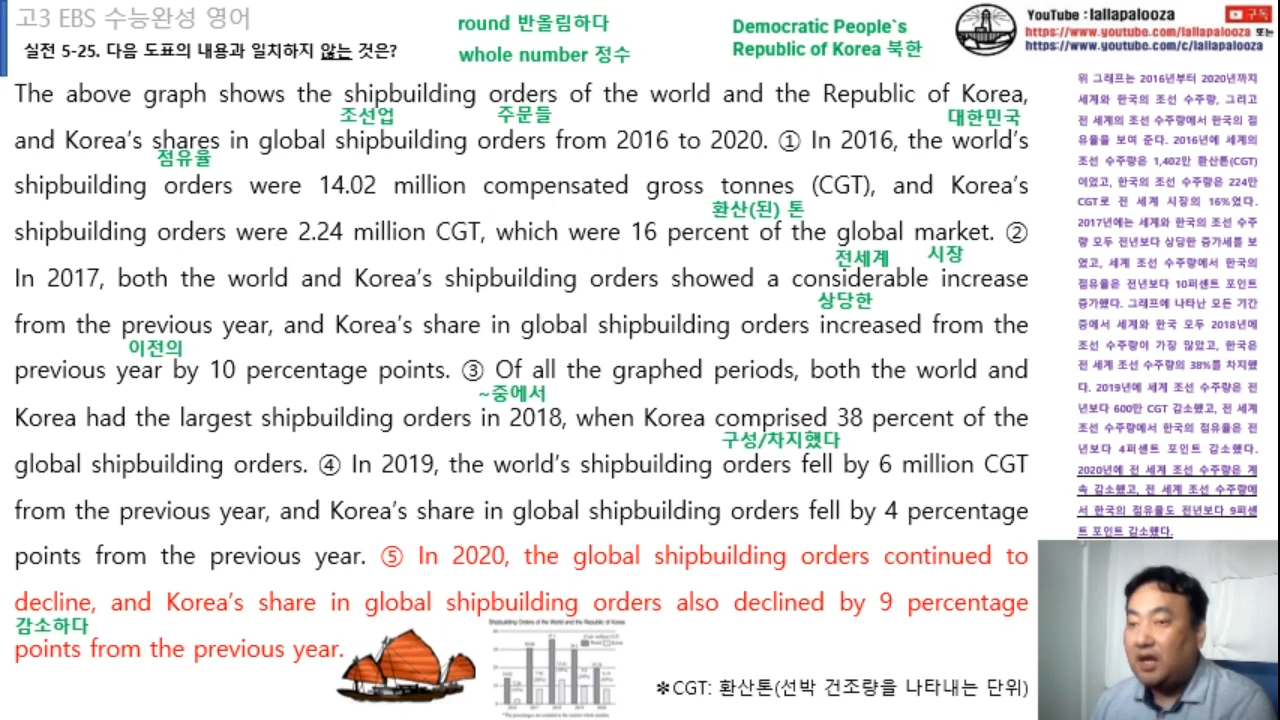 고3 EBS 수능완성 영어
실전 5-25. 다음 도표의 내용과 일치하지 않는 것은?
round 반올림하다
whole number 정수
Democratic People`s
Republic of Korea 북한
YouTube : lallapalooza
구독
https://www.youtube.com/lallapalooza 또는
https://www.youtube.com/c/lallapalooza
The above graph shows the shipbuilding orders of the world and the Republic of Korea,
조선업 주문들 대한민국
and Korea's shares in global shipbuilding orders from 2016 to 2020. ① In 2016, the world's
점유율
shipbuilding orders were 14.02 million compensated gross tonnes (CGT), and Korea's
환산(된) 톤
shipbuilding orders were 2.24 million CGT, which were 16 percent of the global market. ②
전세계 시장
In 2017, both the world and Korea's shipbuilding orders showed a considerable increase
상당한
from the previous year, and Korea's share in global shipbuilding orders increased from the
이전의
previous year by 10 percentage points. ③ Of all the graphed periods, both the world and
~중에서
Korea had the largest shipbuilding orders in 2018, when Korea comprised 38 percent of the
구성/차지했다
global shipbuilding orders. ④ In 2019, the world's shipbuilding orders fell by 6 million CGT
from the previous year, and Korea's share in global shipbuilding orders fell by 4 percentage
points from the previous year. ⑤ In 2020, the global shipbuilding orders continued to
decline, and Korea's share in global shipbuilding orders also declined by 9 percentage
감소하다
points from the previous year.
Shipbuilding Orders of the World and the Republic of Korea
2016 2017 2018 2019 2020
✻CGT: 환산톤(선박 건조량을 나타내는 단위)
위 그래프는 2016년부터 2020년까지
세계와 한국의 조선 수주량, 그리고
전 세계의 조선 수주량에서 한국의 점
유율을 보여 준다. 2016년에 세계의
조선 수주량은 1,402만 환산톤(CGT)
이었고, 한국의 조선 수주량은 224만
CGT로 전 세계 시장의 16%였다.
2017년에는 세계와 한국의 조선 수주
량 모두 전년보다 상당한 증가세를 보
였고, 세계 조선 수주량에서 한국의
점유율은 전년보다 10퍼센트 포인트
증가했다. 그래프에 나타난 모든 기간
중에서 세계와 한국 모두 2018년에
조선 수주량이 가장 많았고, 한국은
전 세계 조선 수주량의 38%를 차지했
다. 2019년에 세계 조선 수주량은 전
년보다 600만 CGT 감소했고, 전 세계
조선 수주량에서 한국의 점유율은 전
년보다 4퍼센트 포인트 감소했다.
2020년에 전 세계 조선 수주량은 계
속 감소했고, 전 세계 조선 수주량에
서 한국의 점유율도 전년보다 9퍼센
트 포인트 감소했다.